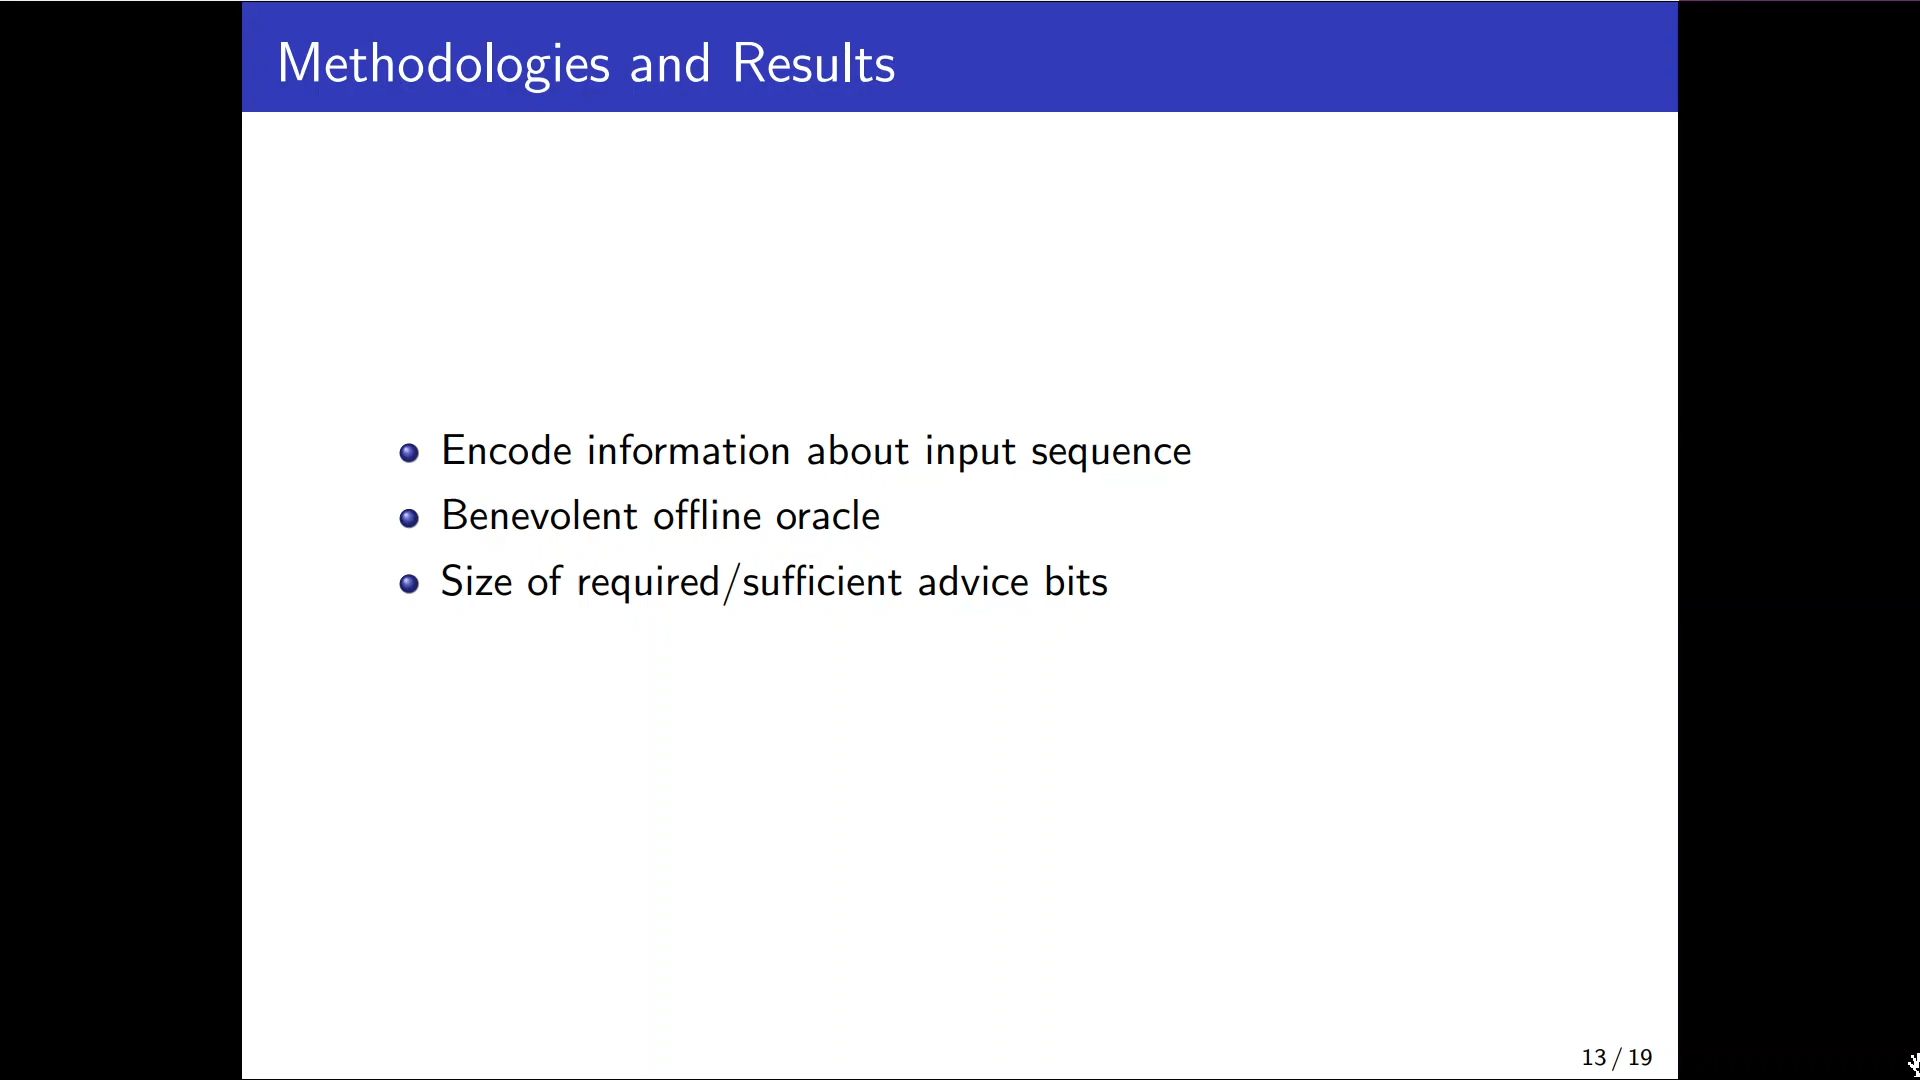 Methodologies and Results
Encode information about input sequence
Benevolent offline oracle
Size of required/sufficient advice bits
13 / 19